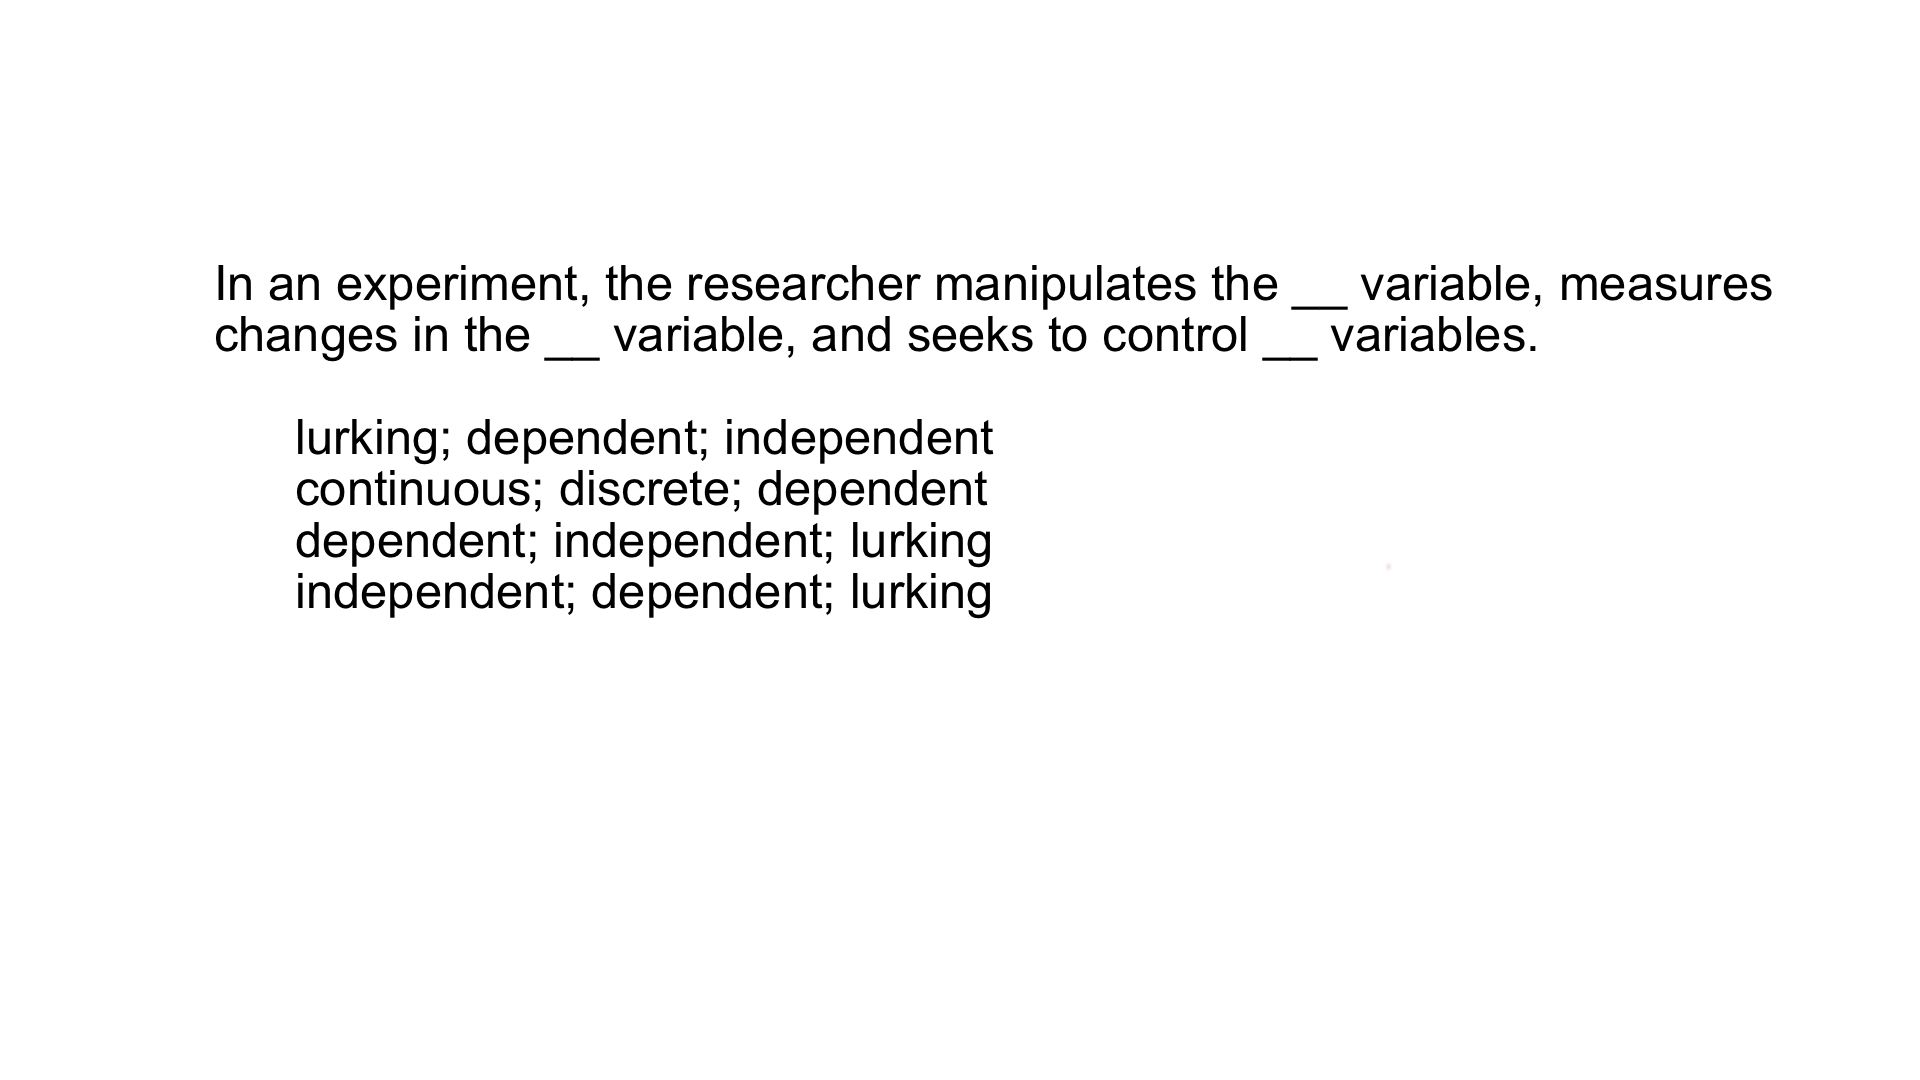 In an experiment, the researcher manipulates the __ variable, measures
changes in the __ variable, and seeks to control __ variables.
lurking; dependent; independent
continuous; discrete; dependent
dependent; independent; lurking
independent; dependent; lurking